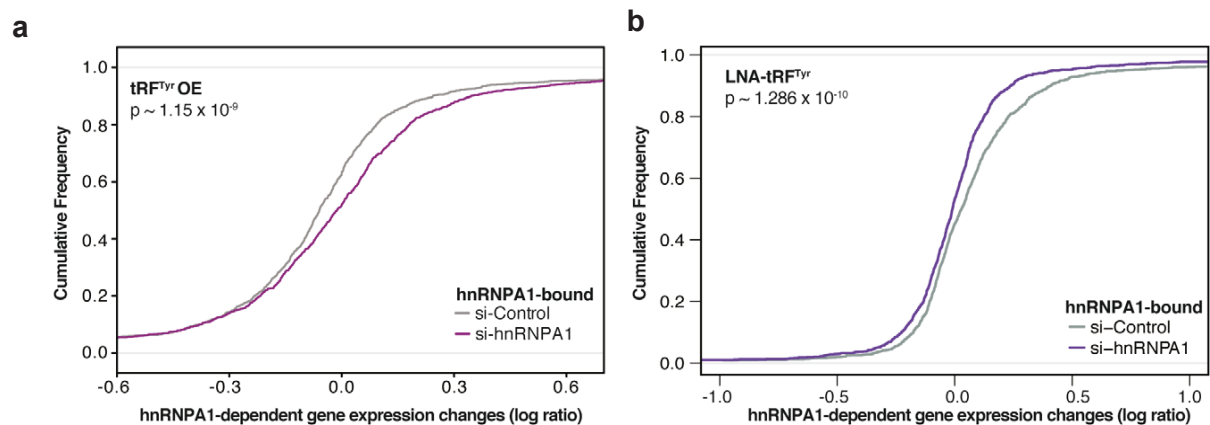 a
tRFTyr OE
p ~ 1.15 x 10-9
1.0
0.8
0.6
0.4
0.2
0.0
Cumulative Frequency
hnRNPA1-bound
si-Control
si-hnRNPA1
-0.6
-0.3
0.0
0.3
0.6
hnRNPA1-dependent gene expression changes (log ratio)
b
LNA-tRFTyr
p ~ 1.286 x 10-10
1.0
0.8
0.6
0.4
0.2
0.0
Cumulative Frequency
hnRNPA1-bound
si–Control
si–hnRNPA1
-1.0
-0.5
0.0
0.5
1.0
hnRNPA1-dependent gene expression changes (log ratio)